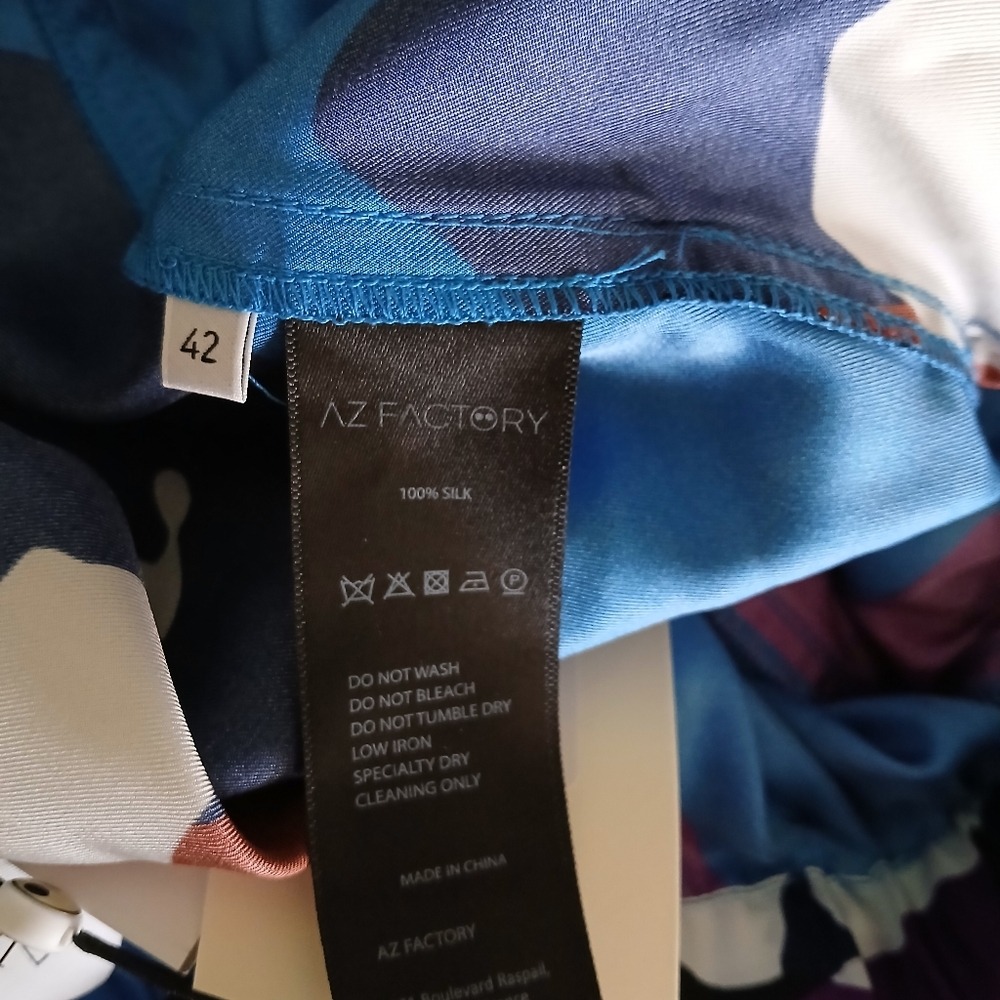 42
AZ FACTORY
100% SILK
P
DO NOT WASH
DO NOT BLEACH
DO NOT TUMBLE DRY
LOW IRON
SPECIALTY DRY
CLEANING ONLY
MADE IN CHINA
AZ FACTORY
Boulevard Raspail,